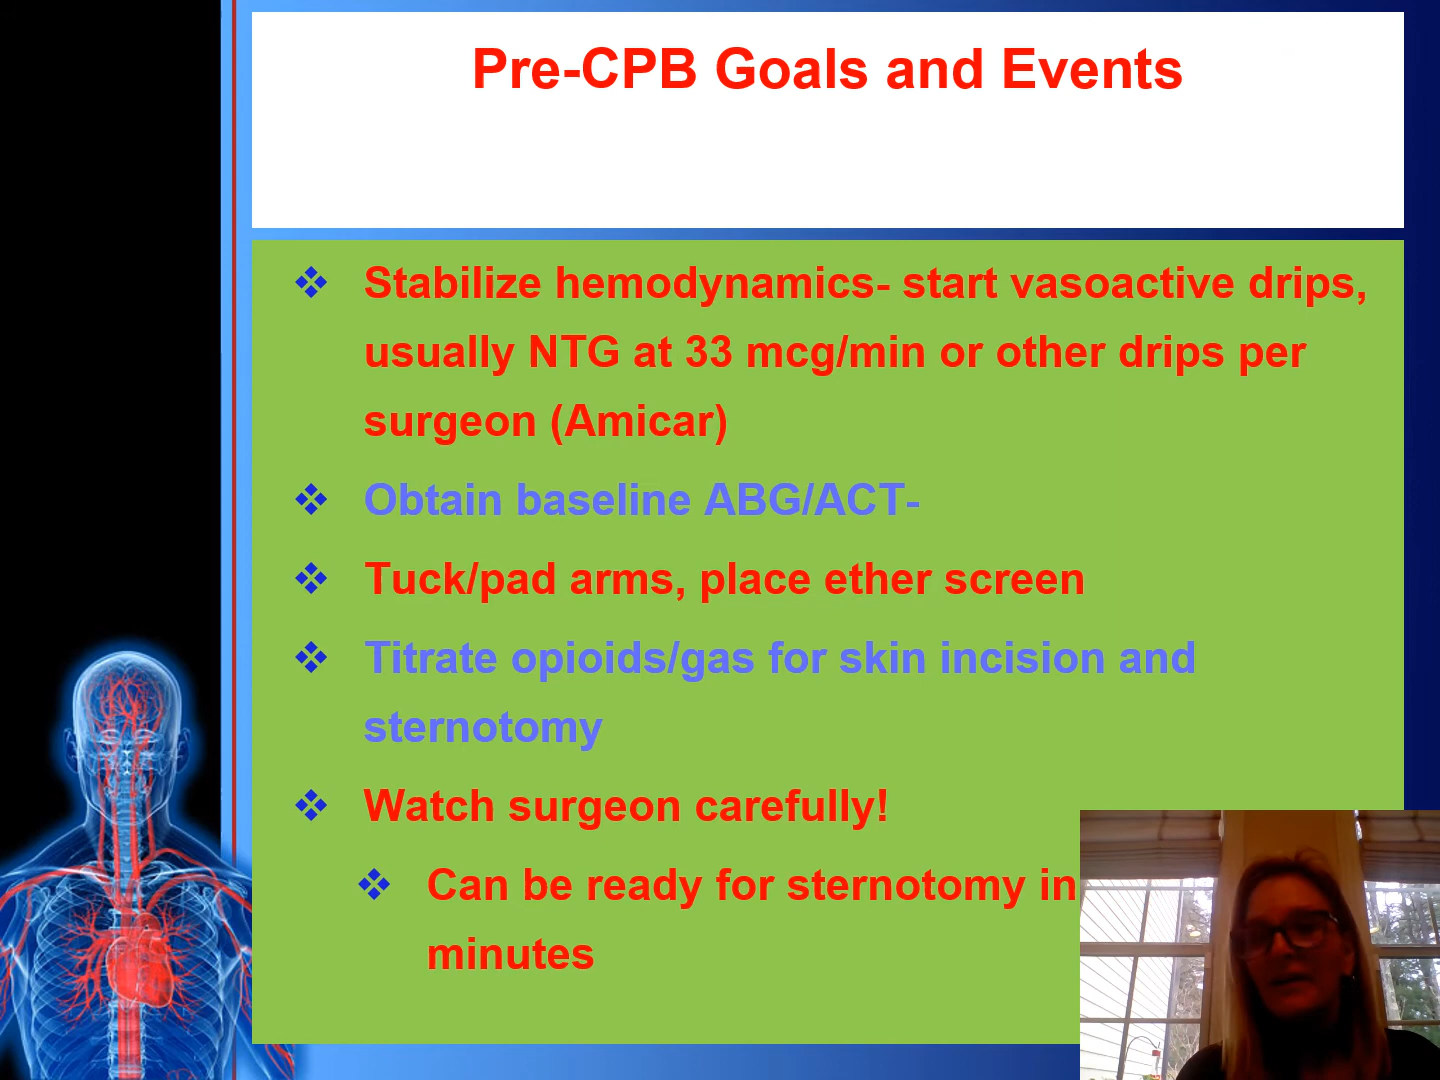 Pre-CPB Goals and Events
Stabilize hemodynamics- start vasoactive drips,
usually NTG at 33 mcg/min or other drips per
surgeon (Amicar)
Obtain baseline ABG/ACT-
Tuck/pad arms, place ether screen
Titrate opioids/gas for skin incision and
sternotomy
Watch surgeon carefully!
Can be ready for sternotomy in
minutes